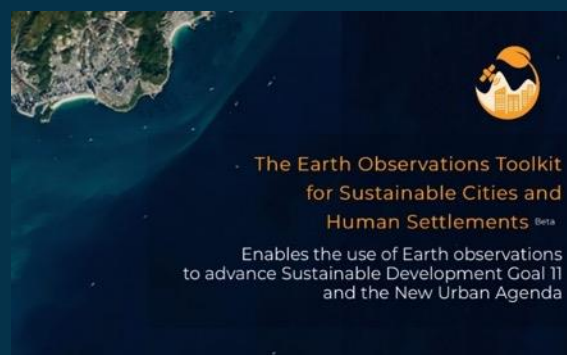 The Earth Observations Toolkit
for Sustainable Cities and
Human Settlements Beta
Enables the use of Earth observations
to advance Sustainable Development Goal 11
and the New Urban Agenda